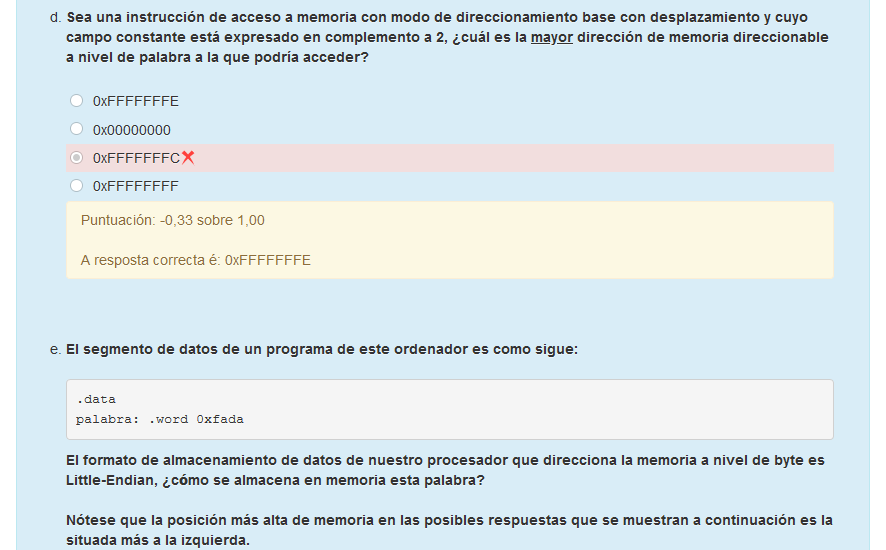 d. Sea una instrucción de acceso a memoria con modo de direccionamiento base con desplazamiento y cuyo
campo constante está expresado en complemento a 2, ¿cuál es la mayor dirección de memoria direccionable
a nivel de palabra a la que podría acceder?
0xFFFFFFFE
0x00000000
0xFFFFFFFC
0xFFFFFFFF
Puntuación: -0,33 sobre 1,00
A resposta correcta é: 0xFFFFFFFE
e. El segmento de datos de un programa de este ordenador es como sigue:
.data
palabra: .word 0xfada
El formato de almacenamiento de datos de nuestro procesador que direcciona la memoria a nivel de byte es
Little-Endian, ¿cómo se almacena en memoria esta palabra?
Nótese que la posición más alta de memoria en las posibles respuestas que se muestran a continuación es la
situada más a la izquierda.